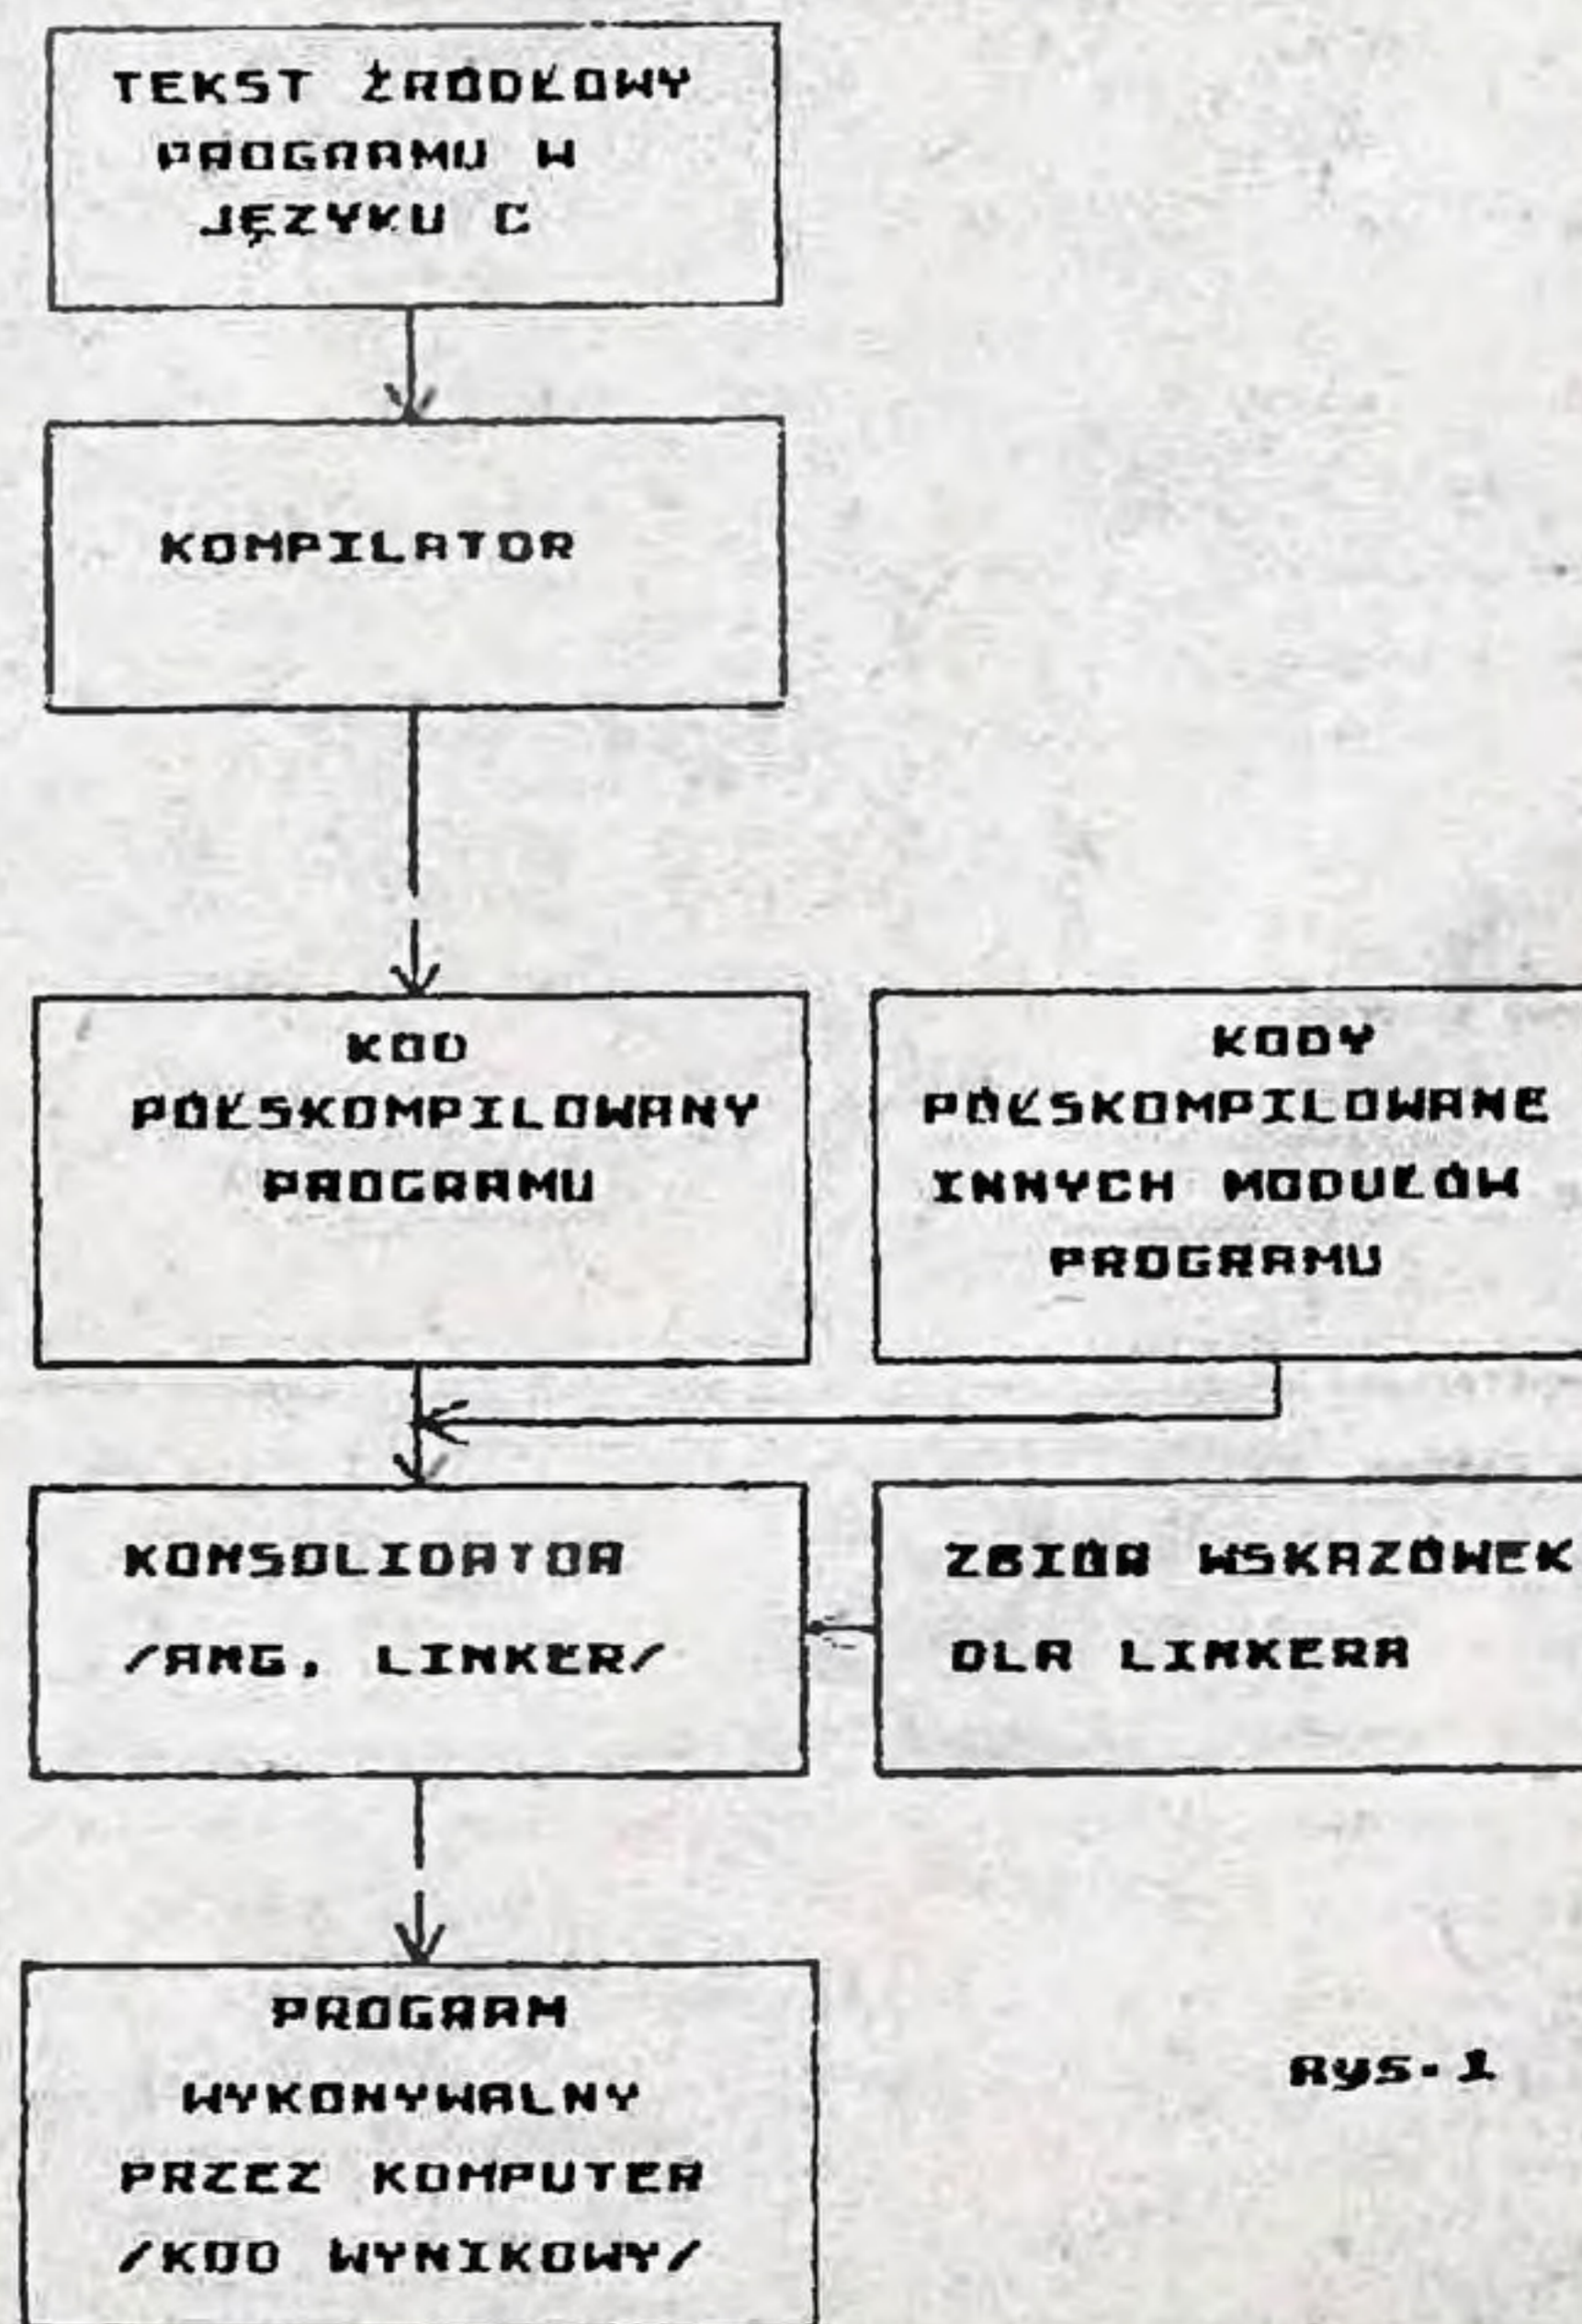 TEKST ŹRÓDŁOWY
PROGRAMU W
JĘZYKU C
KOMPILATOR
KOD
PÓŁSKOMPILOWANY
PROGRAMU
KODY
PÓŁSKOMPILOWANE
INNYCH MODUŁÓW
PROGRAMU
KONSOLIDATOR
/ANG. LINKER/
ZBIÓR WSKAZÓWEK
DLA LINKERA
PROGRAM
WYKONYWALNY
PRZEZ KOMPUTER
/KOD WYNIKOWY/
Rys. 1